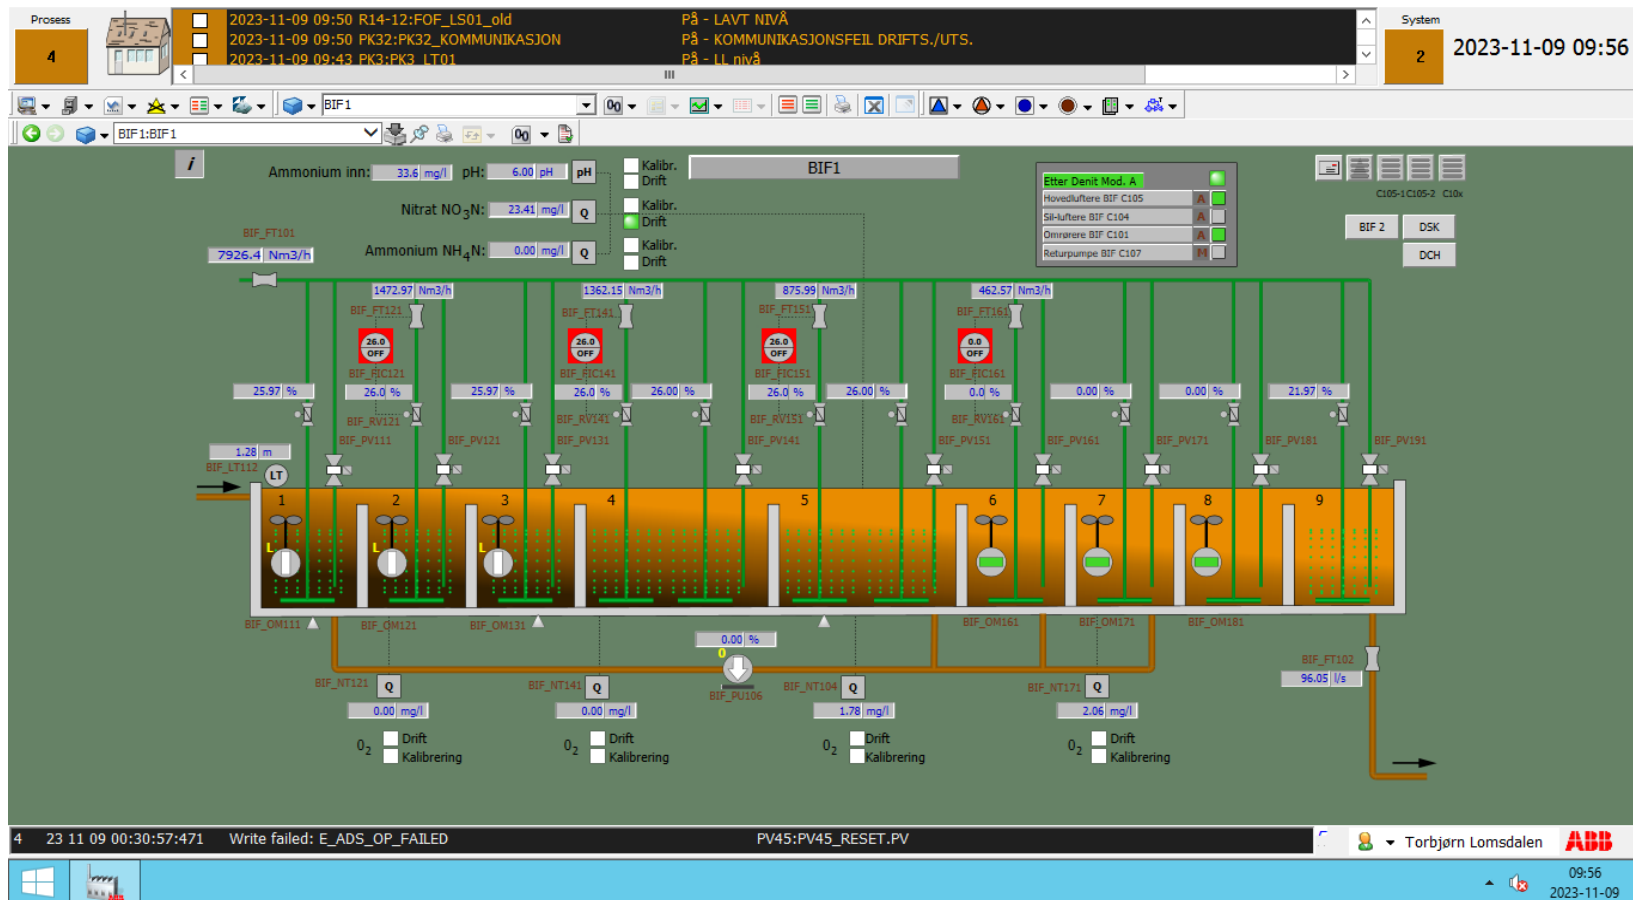 Prosess
4
2023-11-09 09:50 R14-12:FOF_LS01_old På - LAVT NIVÅ
2023-11-09 09:50 PK32:PK32_KOMMUNIKASJON På - KOMMUNIKASJONSFEIL DRIFTS./UTS.
2023-11-09 09:43 PK3:PK3_LT01 På - LL nivå
System
2
2023-11-09 09:56
BIF1
BIF1:BIF1
i
Ammonium inn: 33.6 mg/l pH: 6.00 pH pH
Kalibr.
Drift
BIF1
Nitrat NO3N: 23.41 mg/l Q
Kalibr.
Drift
Ammonium NH4N: 0.00 mg/l Q
Kalibr.
Drift
Etter Denit Mod. A
Hovedluftere BIF C105 A
Sil-luftere BIF C104 A
Omrørere BIF C101 A
Returpumpe BIF C107 M
C105-1 C105-2 C10x
BIF 2 DSK
DCH
BIF_FT101
7926.4 Nm3/h
1472.97 Nm3/h 1362.15 Nm3/h 875.99 Nm3/h 462.57 Nm3/h
BIF_FT121 BIF_FT141 BIF_FT151 BIF_FT161
26.0 26.0 26.0 0.0
OFF OFF OFF OFF
BIF_FIC121 BIF_FIC141 BIF_FIC151 BIF_FIC161
25.97 % 26.0 % 25.97 % 26.0 % 26.00 % 26.0 % 26.00 % 0.0 % 0.00 % 0.00 % 21.97 %
BIF_RV121 BIF_RV141 BIF_RV151 BIF_RV161
BIF_PV111 BIF_PV121 BIF_PV131 BIF_PV141 BIF_PV151 BIF_PV161 BIF_PV171 BIF_PV181 BIF_PV191
1.28 m
BIF_LT112 LT
1 2 3 4 5 6 7 8 9
L L L
BIF_OM111 BIF_OM121 BIF_OM131 BIF_OM161 BIF_OM171 BIF_OM181
0.00 %
0
BIF_PU106
BIF_FT102
96.05 l/s
BIF_NT121 Q BIF_NT141 Q BIF_NT104 Q BIF_NT171 Q
0.00 mg/l 0.00 mg/l 1.78 mg/l 2.06 mg/l
O2 Drift O2 Drift O2 Drift O2 Drift
Kalibrering Kalibrering Kalibrering Kalibrering
4 23 11 09 00:30:57:471 Write failed: E_ADS_OP_FAILED PV45:PV45_RESET.PV
Torbjørn Lomsdalen ABB
09:56
2023-11-09